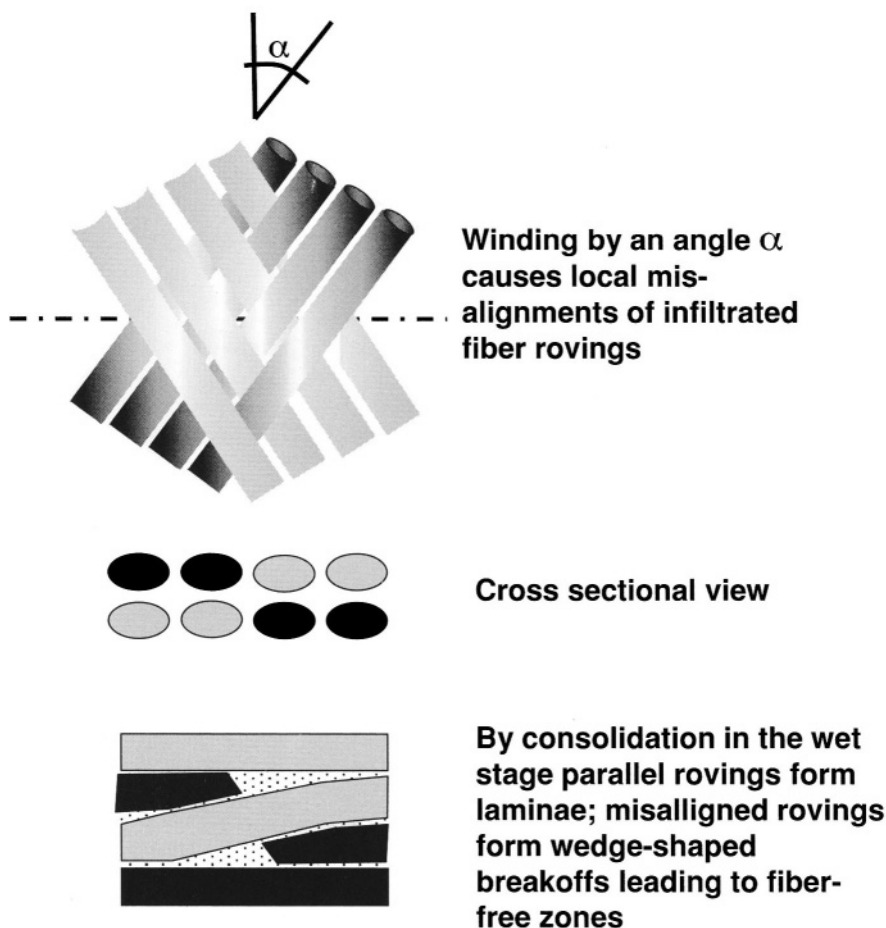 α
Winding by an angle α
causes local mis-
alignments of infiltrated
fiber rovings
Cross sectional view
By consolidation in the wet
stage parallel rovings form
laminae; misalligned rovings
form wedge-shaped
breakoffs leading to fiber-
free zones